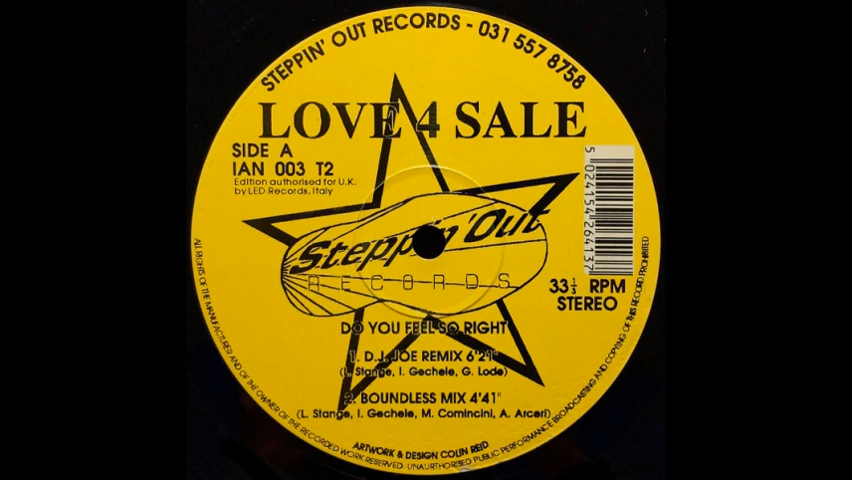 STEPPIN' OUT RECORDS - 031 557 8758
LOVE 4 SALE
SIDE A
IAN 003 T2
Edition authorised for U.K.
by LED Records, Italy
5 024154 264137
Steppin' Out
RECORDS
33 1/3 RPM
STEREO
DO YOU FEEL SO RIGHT
1. D.J. JOE REMIX 6'21"
(L. Stange, I. Gechele, G. Lode)
2. BOUNDLESS MIX 4'41"
(L. Stange, I. Gechele, M. Comincini, A. Arceri)
ARTWORK & DESIGN COLIN REID
ALL RIGHTS OF THE MANUFACTURER AND OF THE OWNER OF THE RECORDED WORK RESERVED. UNAUTHORISED PUBLIC PERFORMANCE BROADCASTING AND COPYING OF THIS RECORD PROHIBITED